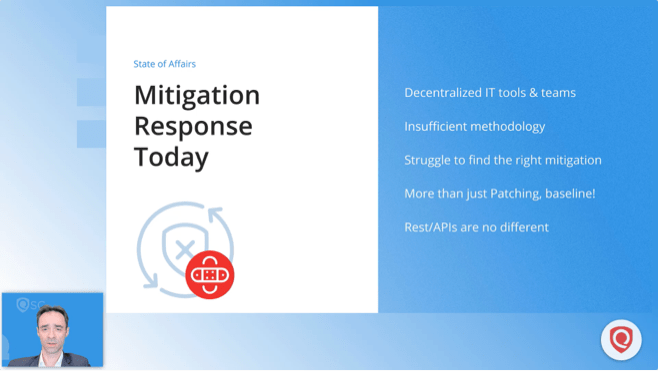 State of Affairs
Mitigation
Response
Today
Decentralized IT tools & teams
Insufficient methodology
Struggle to find the right mitigation
More than just Patching, baseline!
Rest/APIs are no different